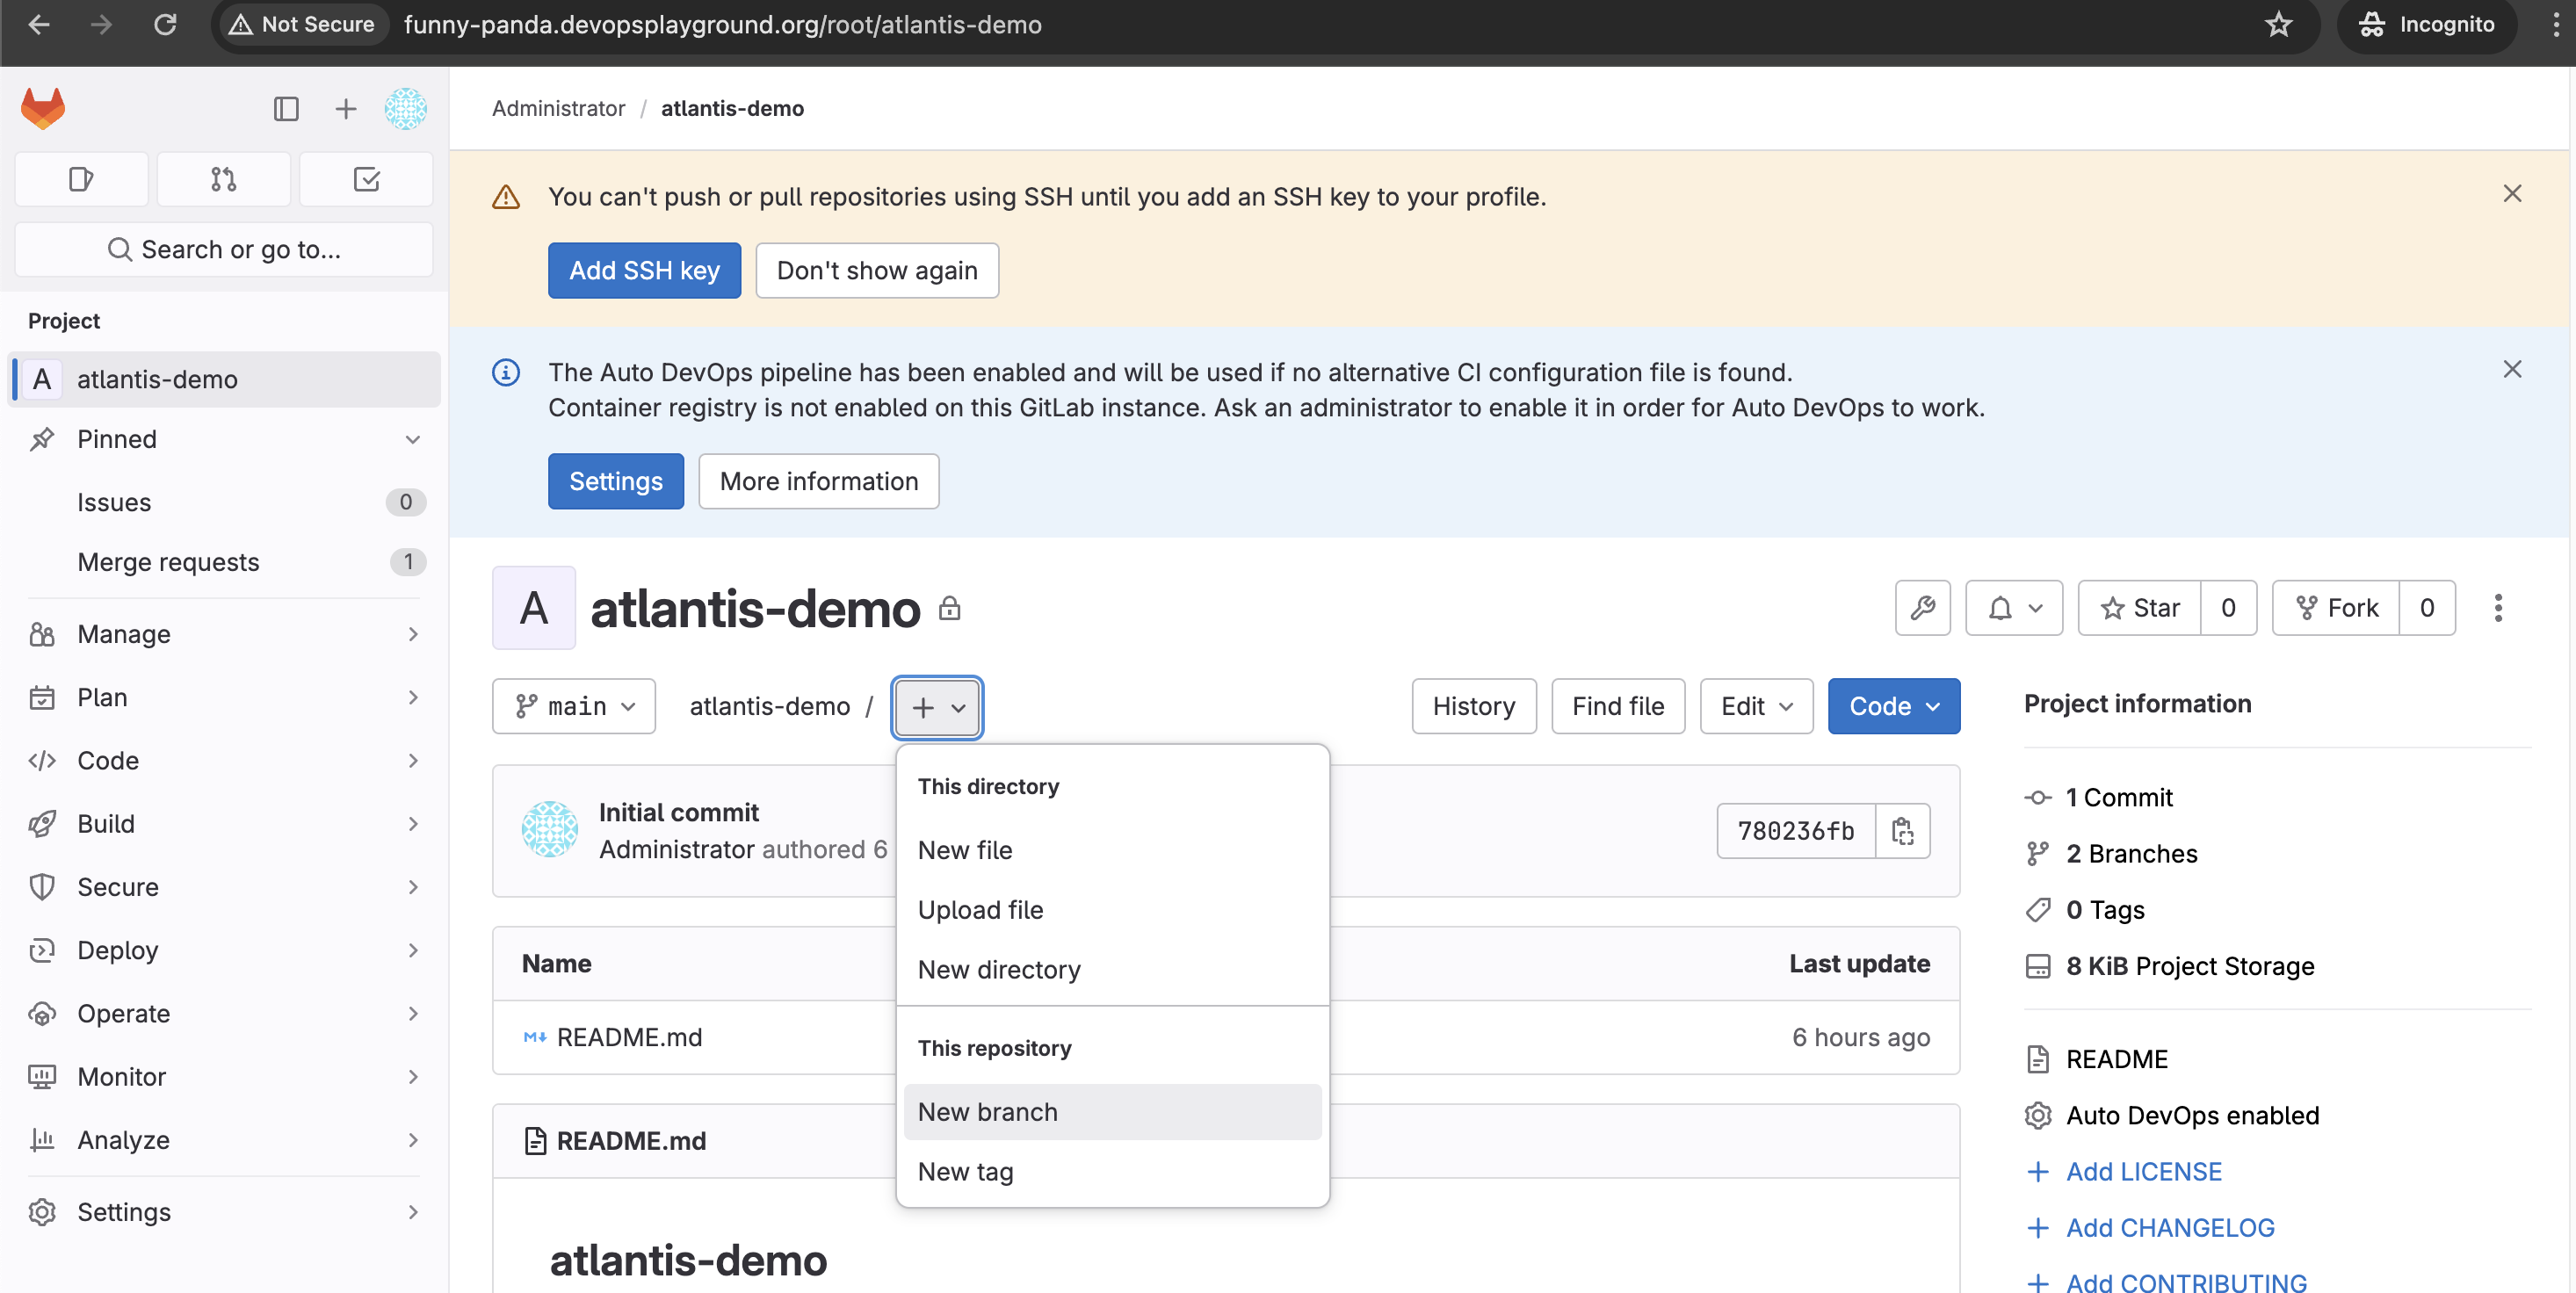 Not Secure funny-panda.devopsplayground.org/root/atlantis-demo Incognito
Administrator / atlantis-demo
Search or go to...
Project
A atlantis-demo
Pinned
Issues 0
Merge requests 1
Manage
Plan
Code
Build
Secure
Deploy
Operate
Monitor
Analyze
Settings
You can't push or pull repositories using SSH until you add an SSH key to your profile.
Add SSH key Don't show again
The Auto DevOps pipeline has been enabled and will be used if no alternative CI configuration file is found.
Container registry is not enabled on this GitLab instance. Ask an administrator to enable it in order for Auto DevOps to work.
Settings More information
A atlantis-demo
Star 0 Fork 0
main atlantis-demo / + History Find file Edit Code
This directory
New file
Upload file
New directory
This repository
New branch
New tag
Initial commit
Administrator authored 6
780236fb
Name Last update
README.md 6 hours ago
README.md
atlantis-demo
Project information
1 Commit
2 Branches
0 Tags
8 KiB Project Storage
README
Auto DevOps enabled
+ Add LICENSE
+ Add CHANGELOG
+ Add CONTRIBUTING